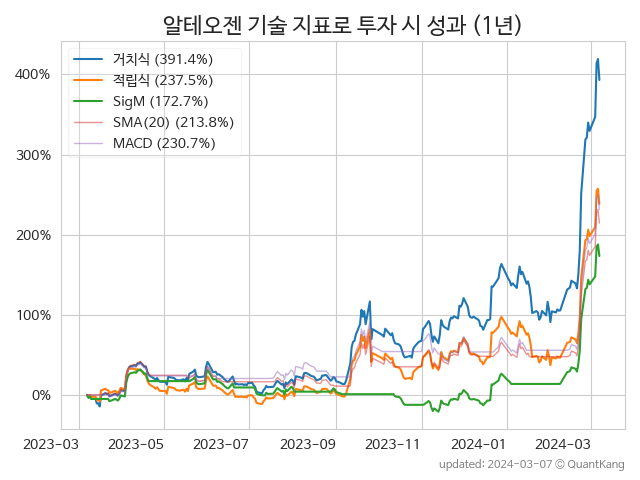 알테오젠 기술 지표로 투자 시 성과 (1년)
거치식 (391.4%)
적립식 (237.5%)
SigM (172.7%)
SMA(20) (213.8%)
MACD (230.7%)
400%
300%
200%
100%
0%
2023-03 2023-05 2023-07 2023-09 2023-11 2024-01 2024-03
updated: 2024-03-07 © QuantKang